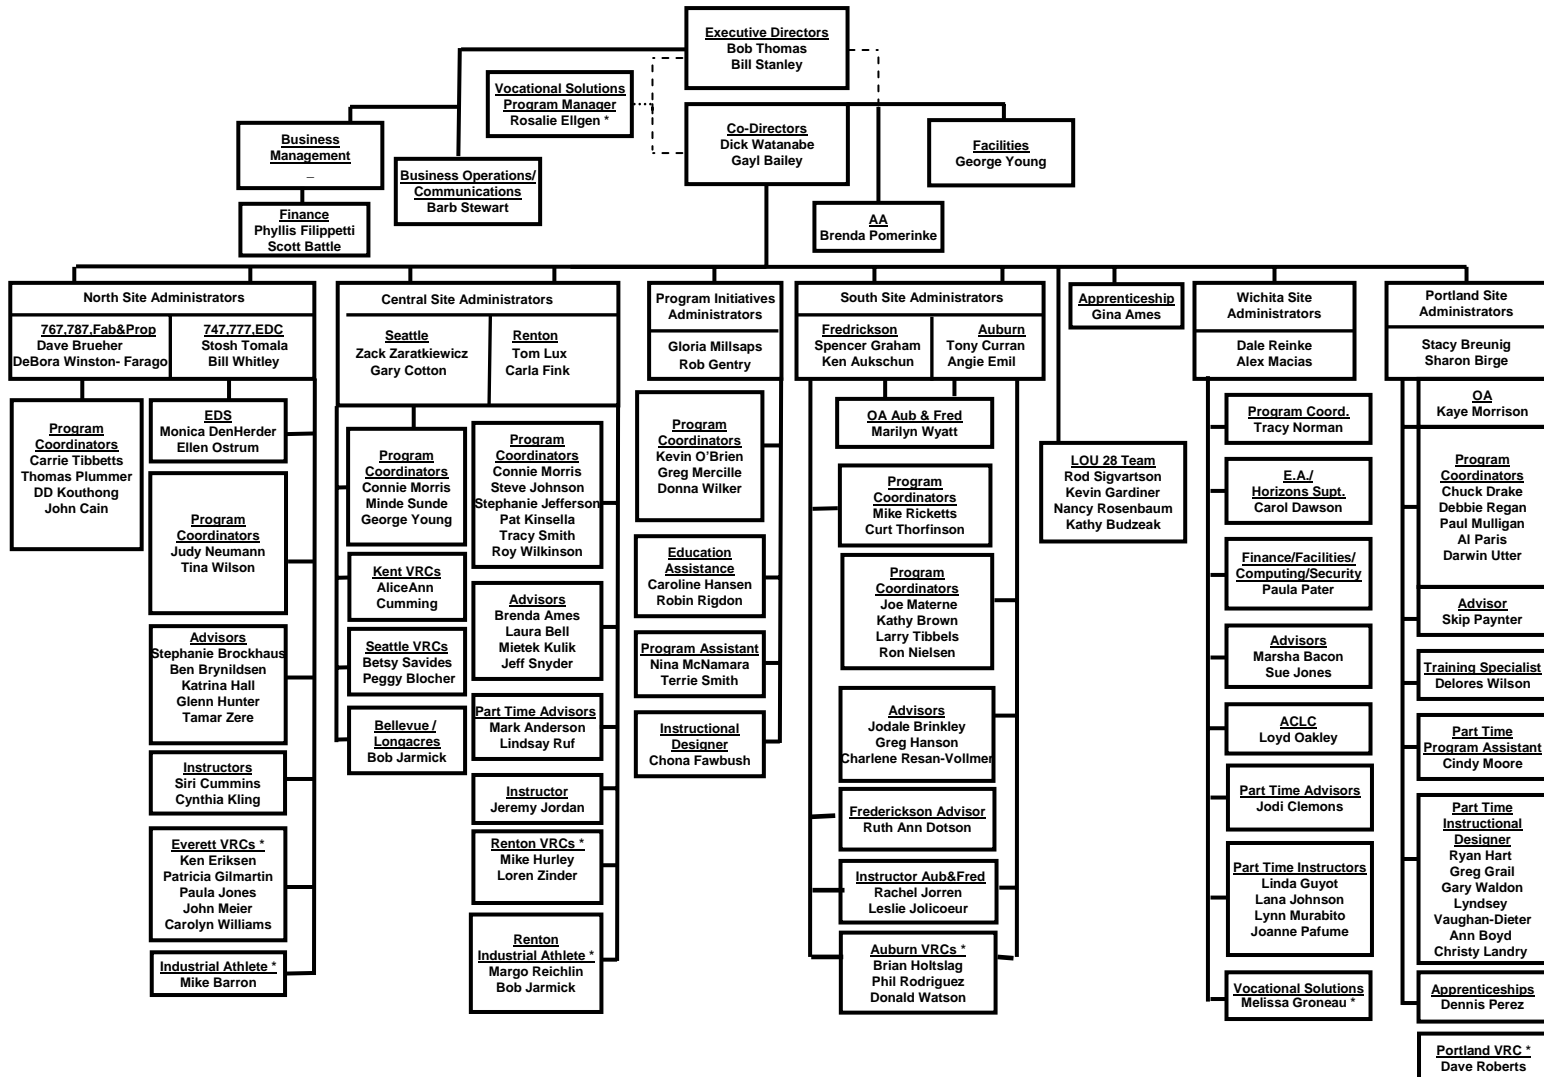 Executive Directors
Bob Thomas
Bill Stanley
Vocational Solutions
Program Manager
Rosalie Ellgen *
Co-Directors
Dick Watanabe
Gayl Bailey
Facilities
George Young
Business
Management
_
Business Operations/
Communications
Barb Stewart
Finance
Phyllis Filippetti
Scott Battle
AA
Brenda Pomerinke
North Site Administrators
767,787,Fab&Prop
Dave Brueher
DeBora Winston- Farago
747,777,EDC
Stosh Tomala
Bill Whitley
Program
Coordinators
Carrie Tibbetts
Thomas Plummer
DD Kouthong
John Cain
EDS
Monica DenHerder
Ellen Ostrum
Program
Coordinators
Judy Neumann
Tina Wilson
Advisors
Stephanie Brockhaus
Ben Brynildsen
Katrina Hall
Glenn Hunter
Tamar Zere
Instructors
Siri Cummins
Cynthia Kling
Everett VRCs *
Ken Eriksen
Patricia Gilmartin
Paula Jones
John Meier
Carolyn Williams
Industrial Athlete *
Mike Barron
Central Site Administrators
Seattle
Zack Zaratkiewicz
Gary Cotton
Renton
Tom Lux
Carla Fink
Program
Coordinators
Connie Morris
Minde Sunde
George Young
Kent VRCs
AliceAnn
Cumming
Seattle VRCs
Betsy Savides
Peggy Blocher
Bellevue /
Longacres
Bob Jarmick
Program
Coordinators
Connie Morris
Steve Johnson
Stephanie Jefferson
Pat Kinsella
Tracy Smith
Roy Wilkinson
Advisors
Brenda Ames
Laura Bell
Mietek Kulik
Jeff Snyder
Part Time Advisors
Mark Anderson
Lindsay Ruf
Instructor
Jeremy Jordan
Renton VRCs *
Mike Hurley
Loren Zinder
Renton
Industrial Athlete *
Margo Reichlin
Bob Jarmick
Program Initiatives
Administrators
Gloria Millsaps
Rob Gentry
Program
Coordinators
Kevin O'Brien
Greg Mercille
Donna Wilker
Education
Assistance
Caroline Hansen
Robin Rigdon
Program Assistant
Nina McNamara
Terrie Smith
Instructional
Designer
Chona Fawbush
South Site Administrators
Fredrickson
Spencer Graham
Ken Aukschun
Auburn
Tony Curran
Angie Emil
OA Aub & Fred
Marilyn Wyatt
Program
Coordinators
Mike Ricketts
Curt Thorfinson
Program
Coordinators
Joe Materne
Kathy Brown
Larry Tibbels
Ron Nielsen
Advisors
Jodale Brinkley
Greg Hanson
Charlene Resan-Vollmer
Frederickson Advisor
Ruth Ann Dotson
Instructor Aub&Fred
Rachel Jorren
Leslie Jolicoeur
Auburn VRCs *
Brian Holtslag
Phil Rodriguez
Donald Watson
LOU 28 Team
Rod Sigvartson
Kevin Gardiner
Nancy Rosenbaum
Kathy Budzeak
Apprenticeship
Gina Ames
Wichita Site
Administrators
Dale Reinke
Alex Macias
Program Coord.
Tracy Norman
E.A./
Horizons Supt.
Carol Dawson
Finance/Facilities/
Computing/Security
Paula Pater
Advisors
Marsha Bacon
Sue Jones
ACLC
Loyd Oakley
Part Time Advisors
Jodi Clemons
Part Time Instructors
Linda Guyot
Lana Johnson
Lynn Murabito
Joanne Pafume
Vocational Solutions
Melissa Groneau *
Portland Site
Administrators
Stacy Breunig
Sharon Birge
OA
Kaye Morrison
Program
Coordinators
Chuck Drake
Debbie Regan
Paul Mulligan
Al Paris
Darwin Utter
Advisor
Skip Paynter
Training Specialist
Delores Wilson
Part Time
Program Assistant
Cindy Moore
Part Time
Instructional
Designer
Ryan Hart
Greg Grail
Gary Waldon
Lyndsey
Vaughan-Dieter
Ann Boyd
Christy Landry
Apprenticeships
Dennis Perez
Portland VRC *
Dave Roberts